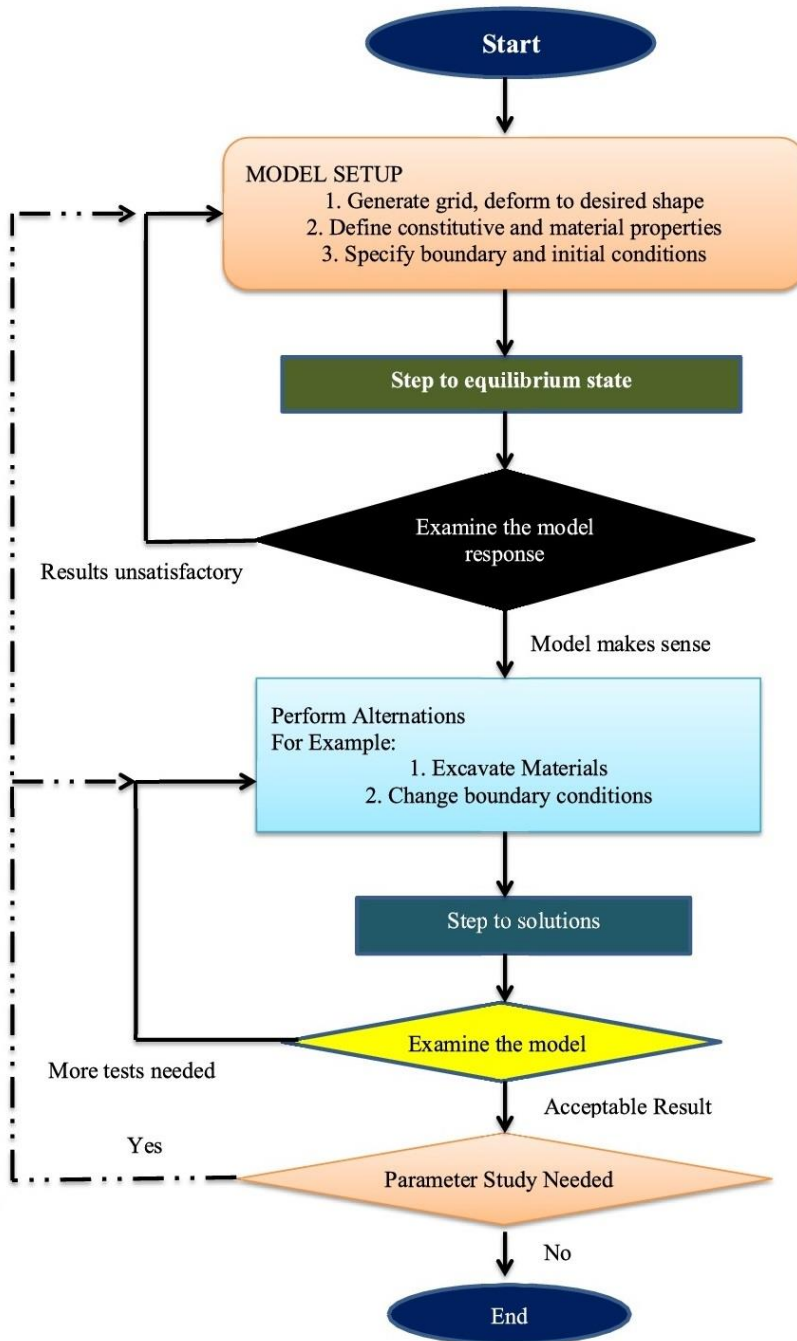 Start
MODEL SETUP
1. Generate grid, deform to desired shape
2. Define constitutive and material properties
3. Specify boundary and initial conditions
Step to equilibrium state
Examine the model
response
Results unsatisfactory
Model makes sense
Perform Alternations
For Example:
1. Excavate Materials
2. Change boundary conditions
Step to solutions
Examine the model
More tests needed
Acceptable Result
Yes
Parameter Study Needed
No
End